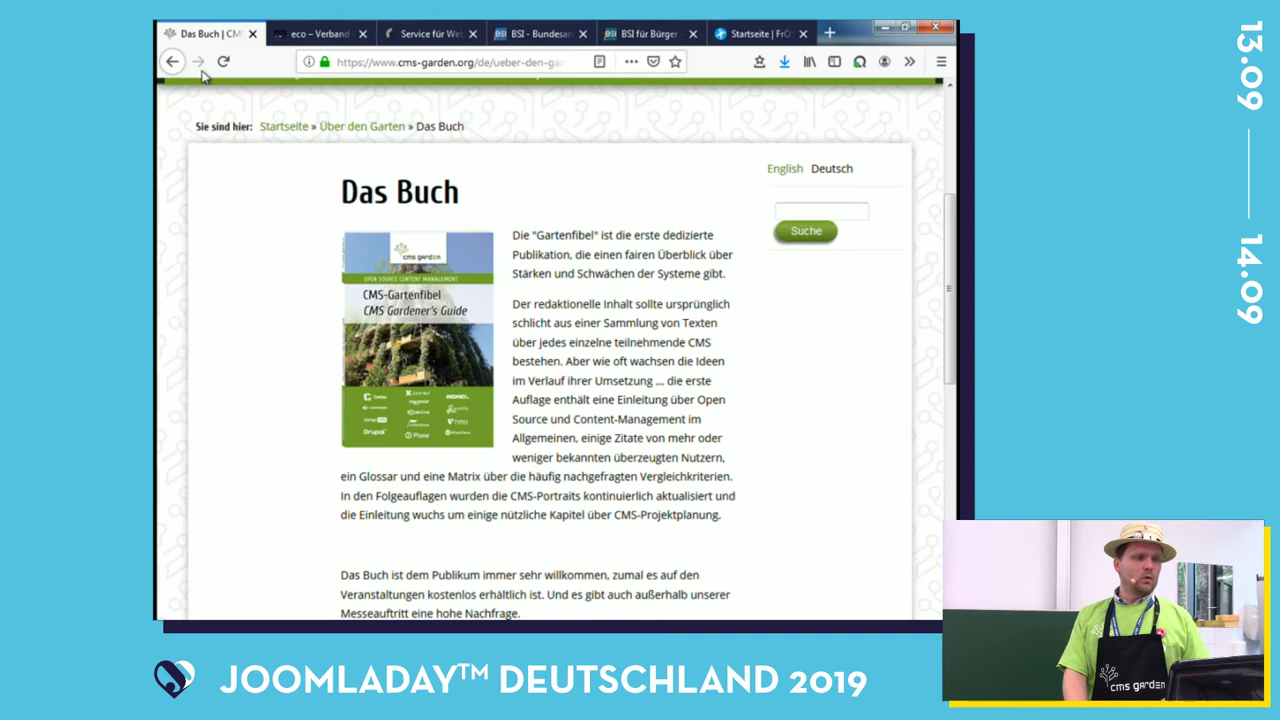 Das Buch | CMS
eco – Verband
Service für We
BSI - Bundesan
BSI für Bürger -
Startseite | FrO
https://www.cms-garden.org/de/ueber-den-ga
Sie sind hier: Startseite » Über den Garten » Das Buch
English Deutsch
Suche
Das Buch
cms garden
OPEN SOURCE CONTENT MANAGEMENT
CMS-Gartenfibel
CMS Gardener's Guide
Contao
REDAXO
TYPO3
Drupal
Plone
Die "Gartenfibel" ist die erste dedizierte
Publikation, die einen fairen Überblick über
Stärken und Schwächen der Systeme gibt.
Der redaktionelle Inhalt sollte ursprünglich
schlicht aus einer Sammlung von Texten
über jedes einzelne teilnehmende CMS
bestehen. Aber wie oft wachsen die Ideen
im Verlauf ihrer Umsetzung ... die erste
Auflage enthält eine Einleitung über Open
Source und Content-Management im
Allgemeinen, einige Zitate von mehr oder
weniger bekannten überzeugten Nutzern,
ein Glossar und eine Matrix über die häufig nachgefragten Vergleichkriterien.
In den Folgeauflagen wurden die CMS-Portraits kontinuierlich aktualisiert und
die Einleitung wuchs um einige nützliche Kapitel über CMS-Projektplanung.
Das Buch ist dem Publikum immer sehr willkommen, zumal es auf den
Veranstaltungen kostenlos erhältlich ist. Und es gibt auch außerhalb unserer
Messeauftritt eine hohe Nachfrage.
13.09
14.09
cms garden
JOOMLADAY™ DEUTSCHLAND 2019